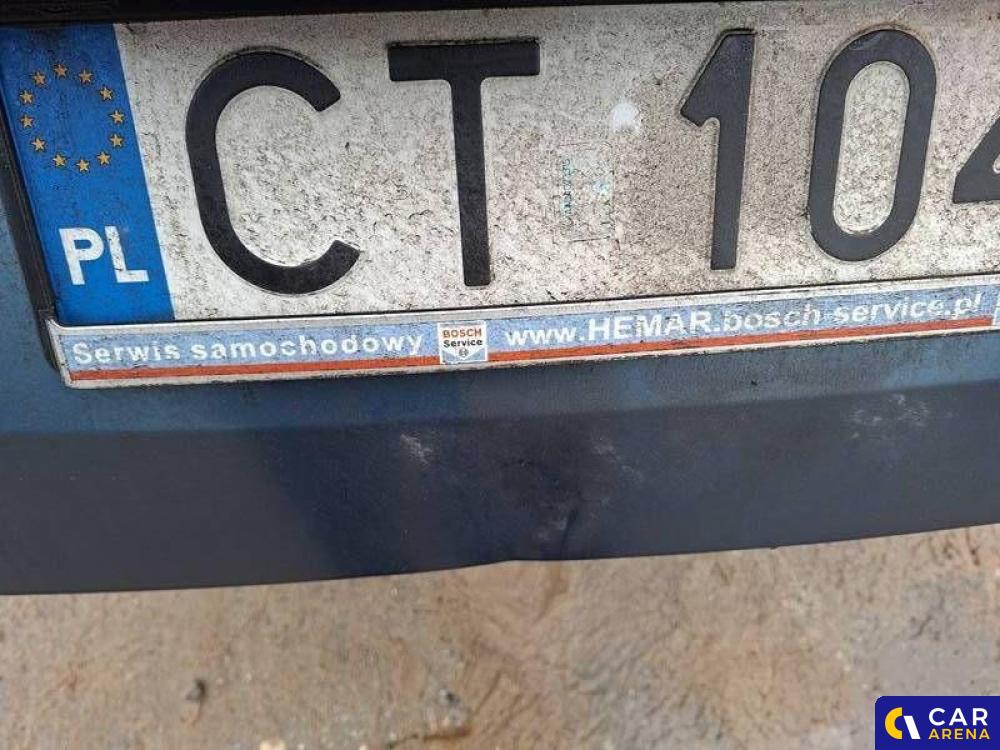 PL CT 104
Serwis samochodowy BOSCH Service www.HEMAR.bosch-service.pl
CAR
ARENA